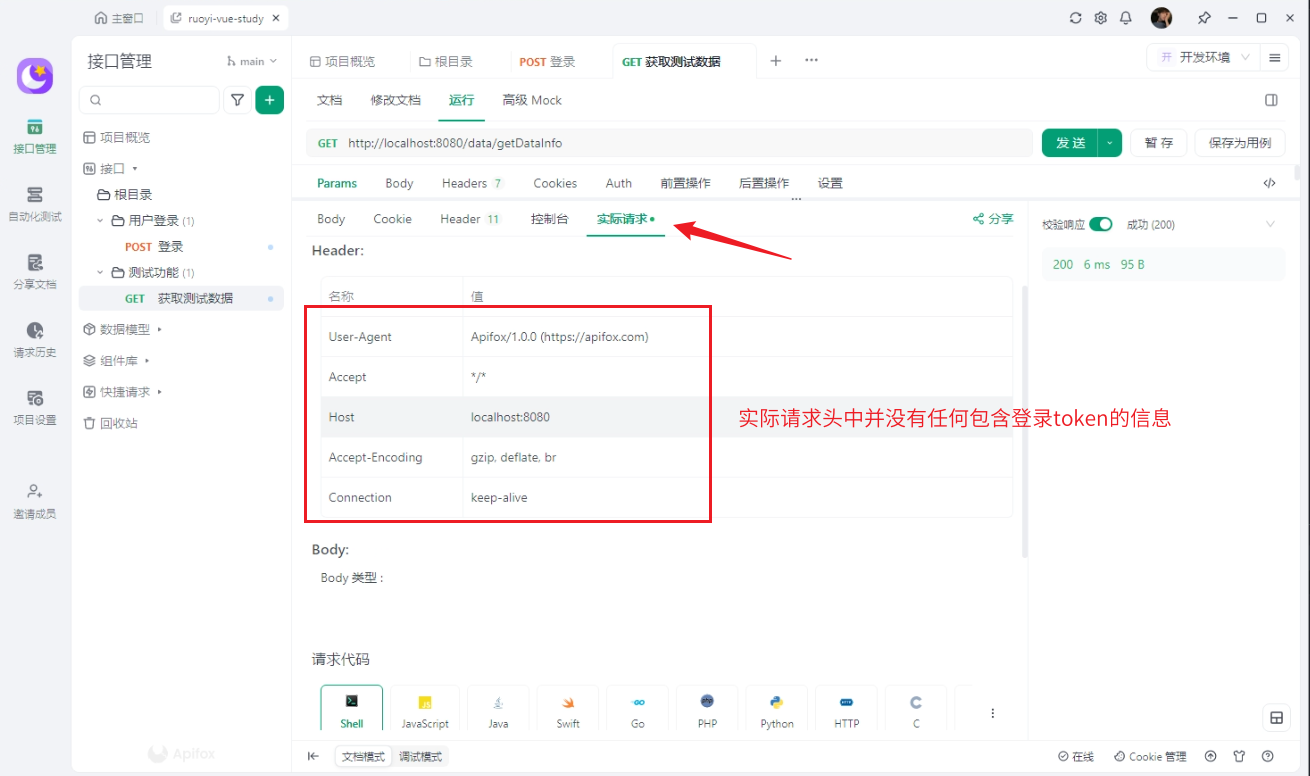 主窗口
ruoyi-vue-study
接口管理
main
项目概览
根目录
POST 登录
GET 获取测试数据
开发环境
文档
修改文档
运行
高级 Mock
GET http://localhost:8080/data/getDataInfo
发 送
暂 存
保存为用例
Params
Body
Headers 7
Cookies
Auth
前置操作
后置操作
设置
Body
Cookie
Header 11
控制台
实际请求
分享
校验响应
成功 (200)
200 6 ms 95 B
接口管理
自动化测试
分享文档
请求历史
项目设置
邀请成员
项目概览
接口
根目录
用户登录 (1)
POST 登录
测试功能 (1)
GET 获取测试数据
数据模型
组件库
快捷请求
回收站
Header:
名称 值
User-Agent Apifox/1.0.0 (https://apifox.com)
Accept */*
Host localhost:8080
Accept-Encoding gzip, deflate, br
Connection keep-alive
实际请求头中并没有任何包含登录token的信息
Body:
Body 类型 :
请求代码
Shell
JavaScript
JS
Java
Swift
GO
Go
php
PHP
Python
HTTP
HTTP
C
C
Apifox
文档模式
调试模式
在线
Cookie 管理